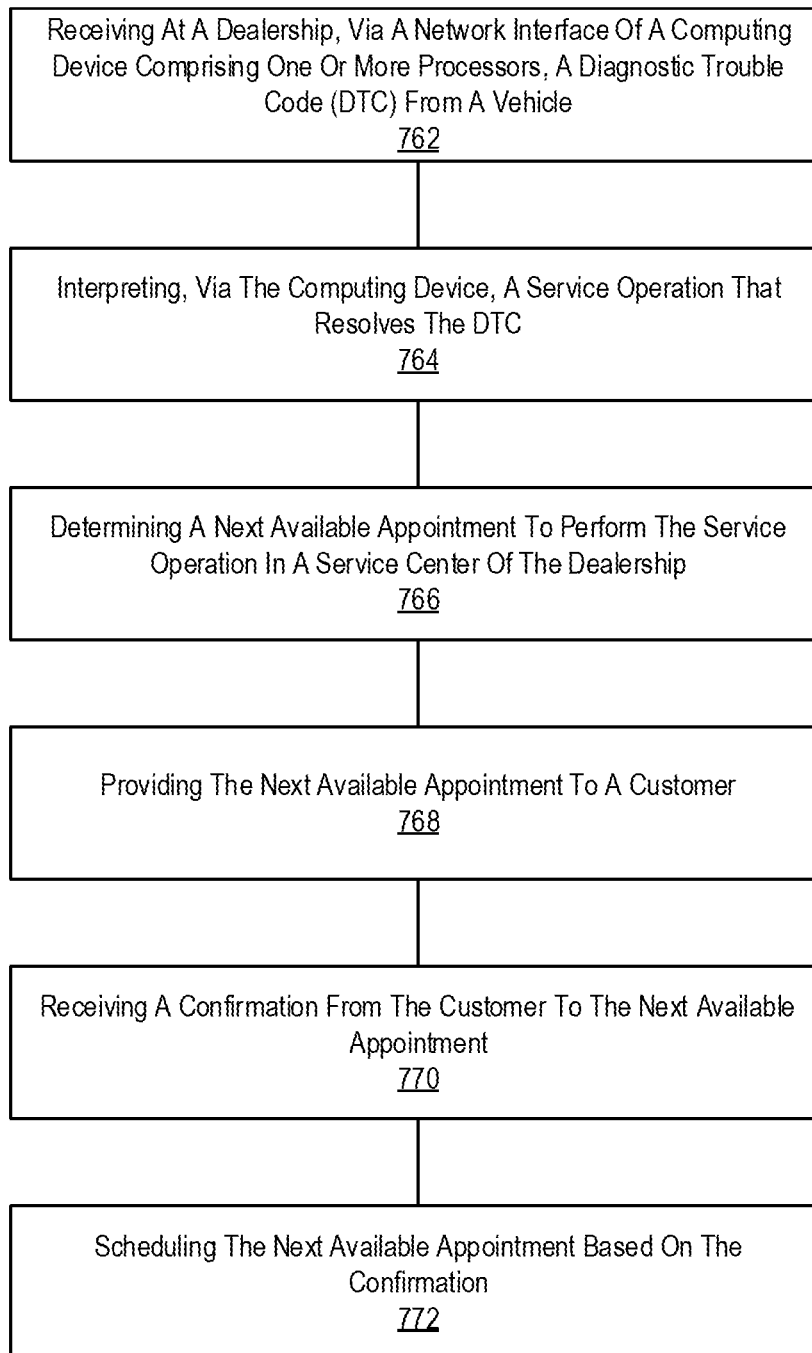 Receiving At A Dealership, Via A Network Interface Of A Computing
Device Comprising One Or More Processors, A Diagnostic Trouble
Code (DTC) From A Vehicle
762
Interpreting, Via The Computing Device, A Service Operation That
Resolves The DTC
764
Determining A Next Available Appointment To Perform The Service
Operation In A Service Center Of The Dealership
766
Providing The Next Available Appointment To A Customer
768
Receiving A Confirmation From The Customer To The Next Available
Appointment
770
Scheduling The Next Available Appointment Based On The
Confirmation
772